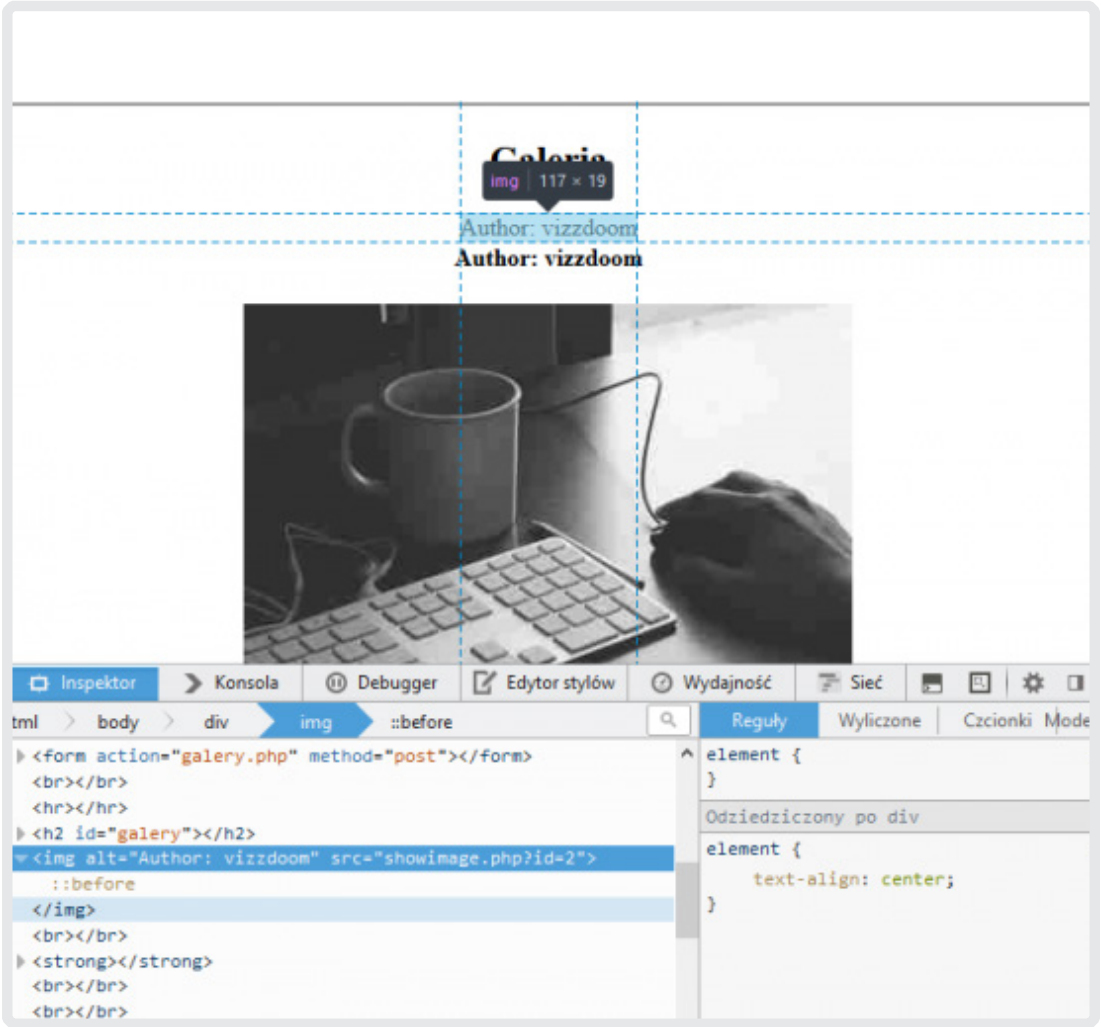 Galeria
img 117 × 19
Author: vizzdoom
Author: vizzdoom
Inspektor Konsola Debugger Edytor stylów Wydajność Sieć
tml body div img ::before
Reguły Wyliczone Czcionki Mode
<form action="galery.php" method="post"></form>
<br></br>
<hr></hr>
<h2 id="galery"></h2>
<img alt="Author: vizzdoom" src="showimage.php?id=2">
::before
</img>
<br></br>
<strong></strong>
<br></br>
<br></br>
element {
}
Odziedziczony po div
element {
text-align: center;
}